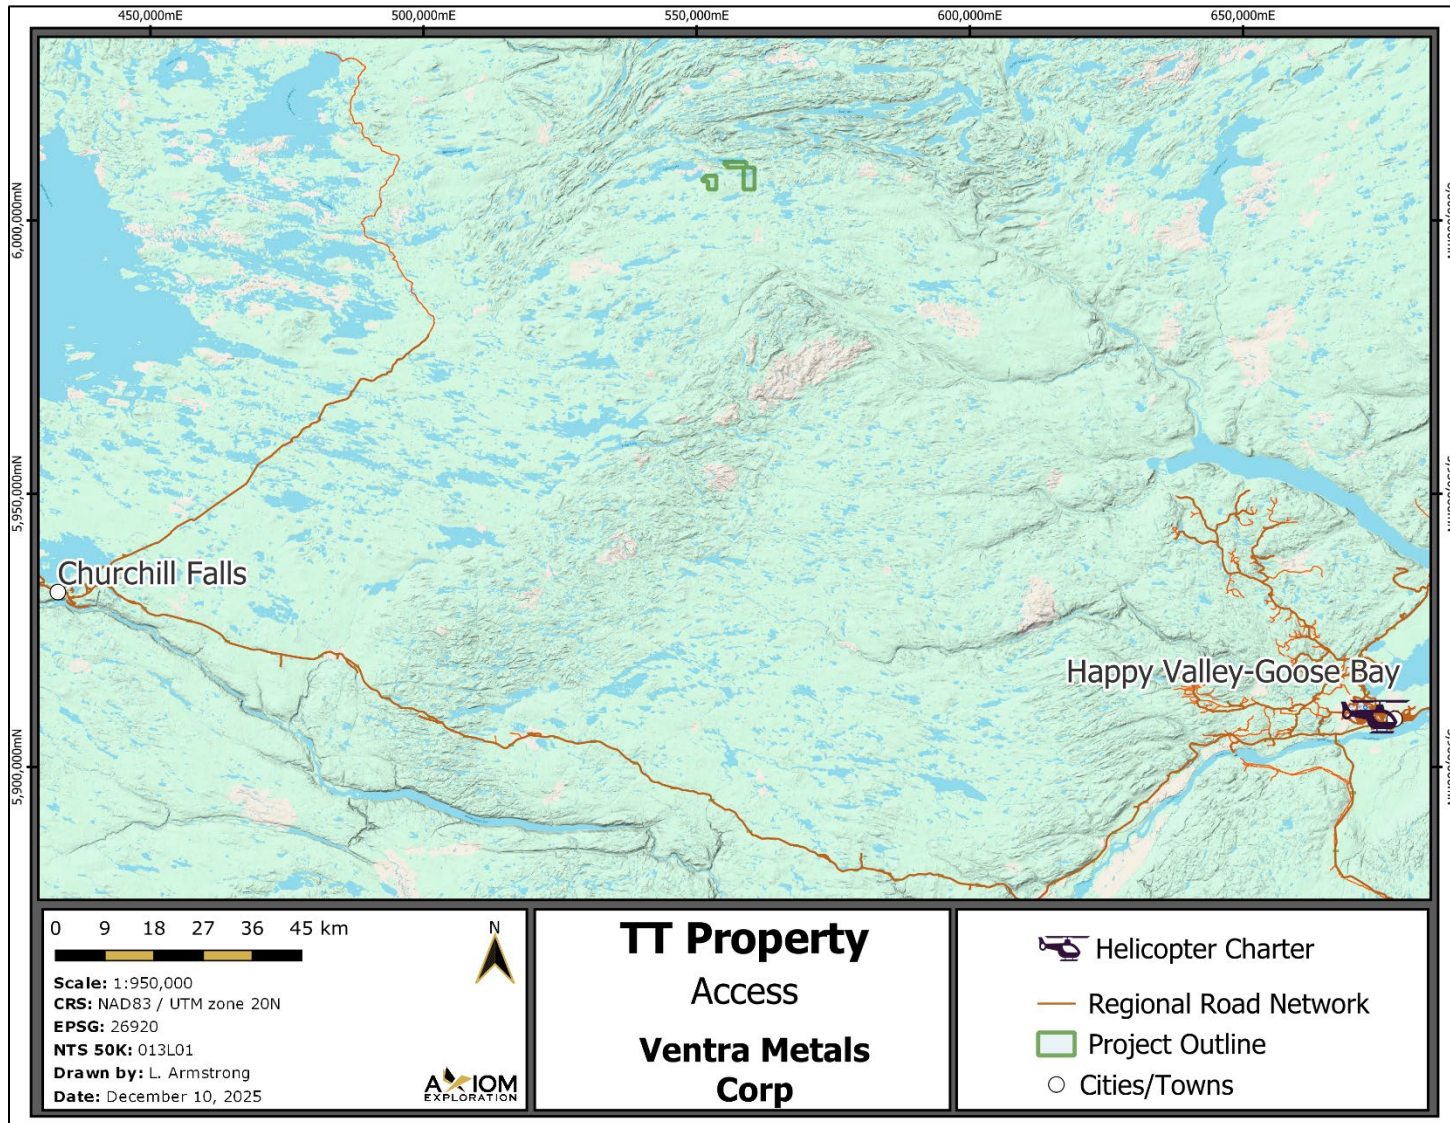 450,000mE 500,000mE 550,000mE 600,000mE 650,000mE
6,000,000mN
5,950,000mN
5,900,000mN
Churchill Falls
Happy Valley-Goose Bay
0 9 18 27 36 45 km
Scale: 1:950,000
CRS: NAD83 / UTM zone 20N
EPSG: 26920
NTS 50K: 013L01
Drawn by: L. Armstrong
Date: December 10, 2025
N
AXIOM
EXPLORATION
TT Property
Access
Ventra Metals
Corp
Helicopter Charter
Regional Road Network
Project Outline
Cities/Towns